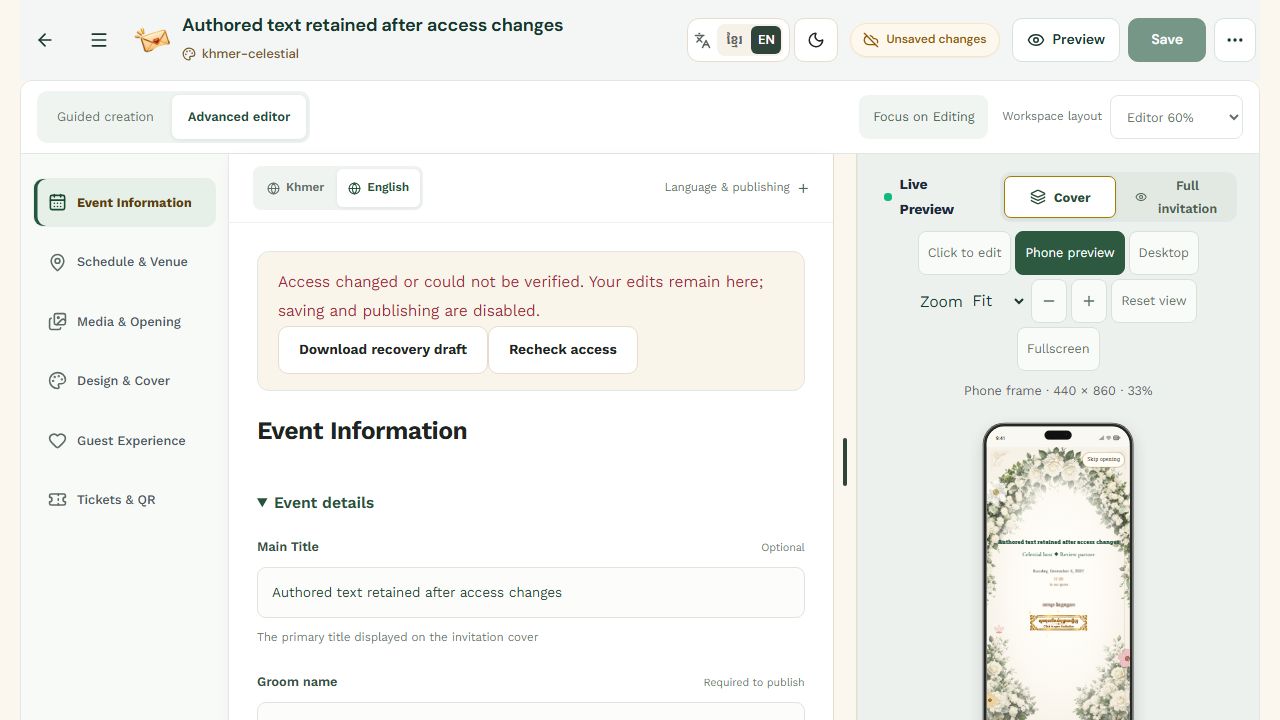 Authored text retained after access changes
khmer-celestial
ខ្មែរ
EN
Unsaved changes
Preview
Save
Guided creation
Advanced editor
Focus on Editing
Workspace layout
Editor 60%
Event Information
Schedule & Venue
Media & Opening
Design & Cover
Guest Experience
Tickets & QR
Khmer
English
Language & publishing
Access changed or could not be verified. Your edits remain here;
saving and publishing are disabled.
Download recovery draft
Recheck access
Event Information
Event details
Main Title
Optional
Authored text retained after access changes
The primary title displayed on the invitation cover
Groom name
Required to publish
Live
Preview
Cover
Full
invitation
Click to edit
Phone preview
Desktop
Zoom
Fit
Reset view
Fullscreen
Phone frame · 440 × 860 · 33%
9:41
Skip opening
Authored text retained after access changes
Celestial host ◆ Review partner